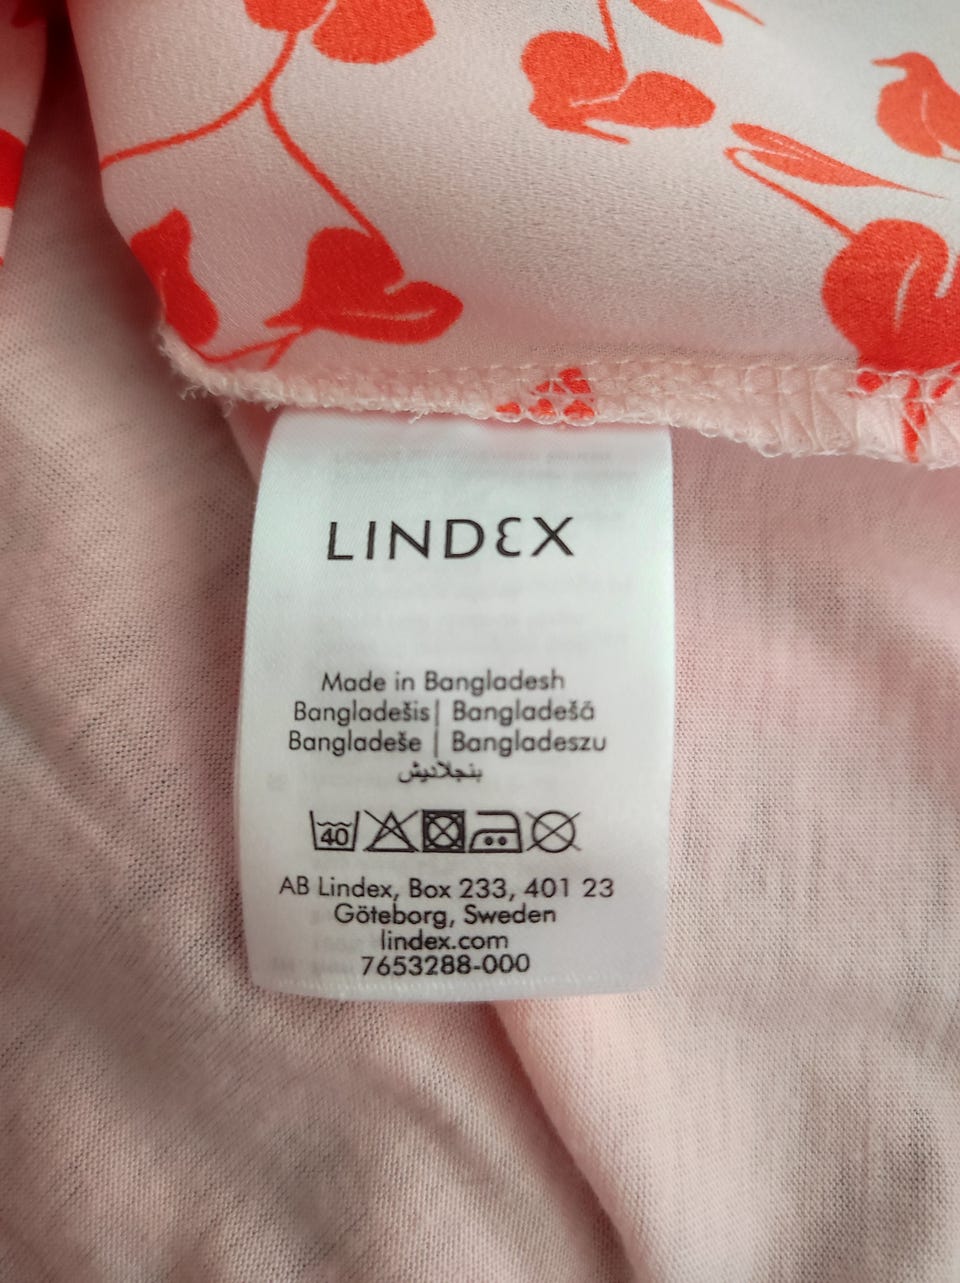 LINDEX
Made in Bangladesh
Bangladešis| Bangladešā
Bangladeše | Bangladeszu
بنجلاديش
40
AB Lindex, Box 233, 401 23
Göteborg, Sweden
lindex.com
7653288-000